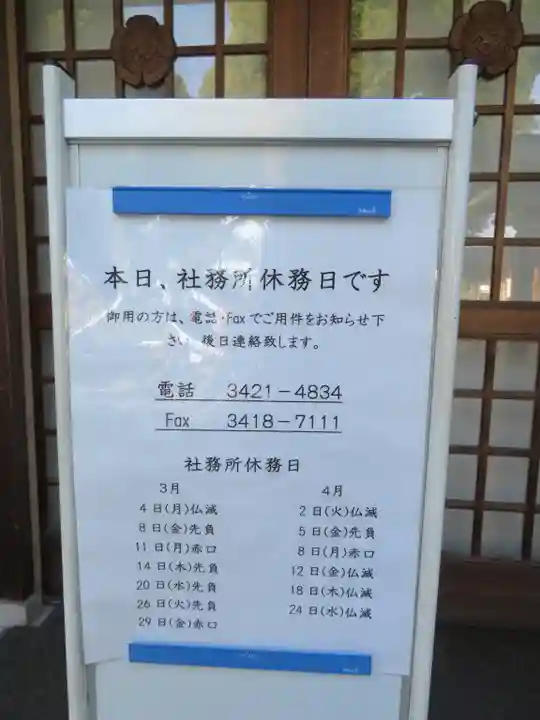 本日、社務所休務日です
御用の方は、電話・Faxでご用件をお知らせ下
さい 後日連絡致します。
電話 3421－4834
Fax 3418－7111
社務所休務日
3月
4日(月)仏滅
8日(金)先負
11日(月)赤口
14日(木)先負
20日(水)先負
26日(火)先負
29日(金)赤口
4月
2日(火)仏滅
5日(金)先負
8日(月)赤口
12日(金)仏滅
18日(木)仏滅
24日(水)仏滅